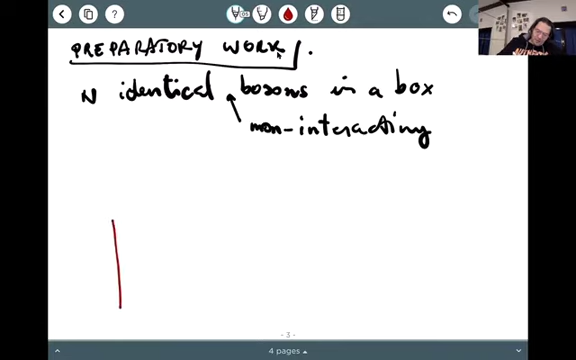 PREPARATORY WORK.
N identical bosons in a box
non-interacting
- 3 -
4 pages